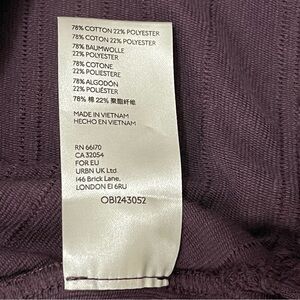 78% COTTON 22% POLYESTER
78% COTON 22% POLYESTER
78% BAUMWOLLE
22% POLYESTER
78% COTONE
22% POLIESTERE
78% ALGODÓN
22% POLIÉSTER
78% 棉 22% 聚酯纤维
MADE IN VIETNAM
HECHO EN VIETNAM
RN 66170
CA 32054
FOR EU
URBN UK Ltd.
146 Brick Lane,
LONDON E1 6RU
OB1243052